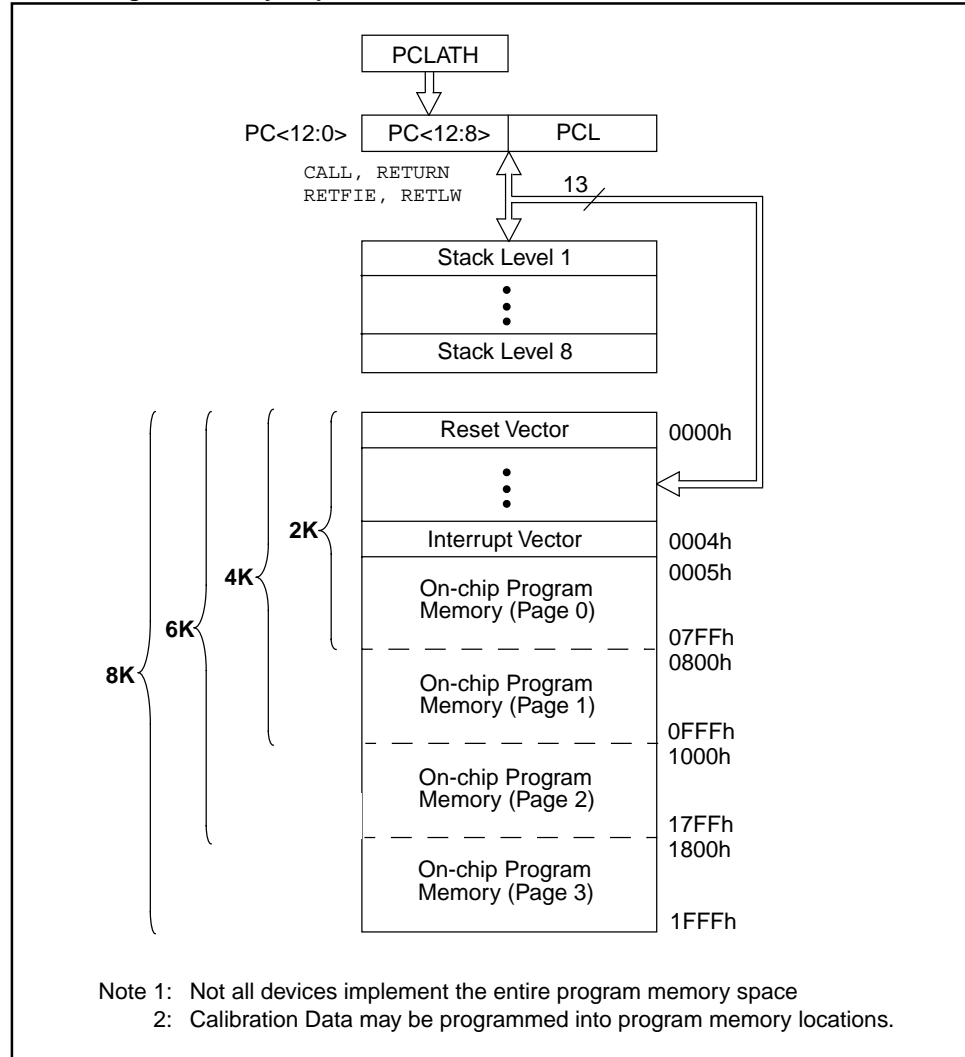 PCLATH
PC<12:0>
PC<12:8>
PCL
CALL, RETURN
RETFIE, RETLW
13
Stack Level 1
Stack Level 8
Reset Vector
0000h
2K
Interrupt Vector
0004h
0005h
4K
On-chip Program
Memory (Page 0)
07FFh
6K
0800h
8K
On-chip Program
Memory (Page 1)
0FFFh
1000h
On-chip Program
Memory (Page 2)
17FFh
1800h
On-chip Program
Memory (Page 3)
1FFFh
Note 1: Not all devices implement the entire program memory space
2: Calibration Data may be programmed into program memory locations.